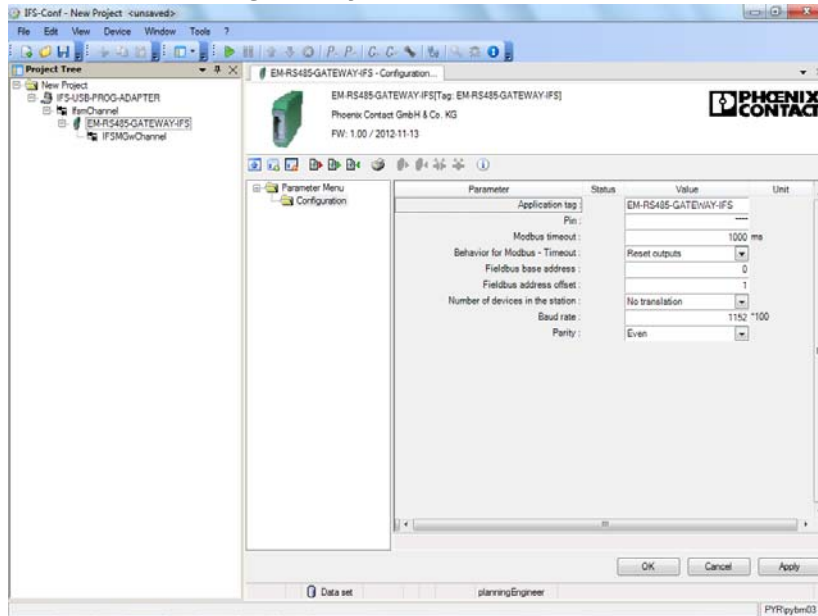 IFS-Conf - New Project <unsaved>
File Edit View Device Window Tools ?
Project Tree
New Project
IFS-USB-PROG-ADAPTER
IfsmChannel
EM-RS485-GATEWAY-IFS
IFSMGwChannel
EM-RS485-GATEWAY-IFS - Configuration...
EM-RS485-GATEWAY-IFS[Tag: EM-RS485-GATEWAY-IFS]
Phoenix Contact GmbH & Co. KG
FW: 1.00 / 2012-11-13
PHŒNIX
CONTACT
Parameter Menu
Configuration
Parameter Status Value Unit
Application tag : EM-RS485-GATEWAY-IFS
Pin : ----
Modbus timeout : 1000 ms
Behavior for Modbus - Timeout : Reset outputs
Fieldbus base address : 0
Fieldbus address offset : 1
Number of devices in the station : No translation
Baud rate : 1152 *100
Parity : Even
OK Cancel Apply
Data set planningEngineer
PYR\pybm03